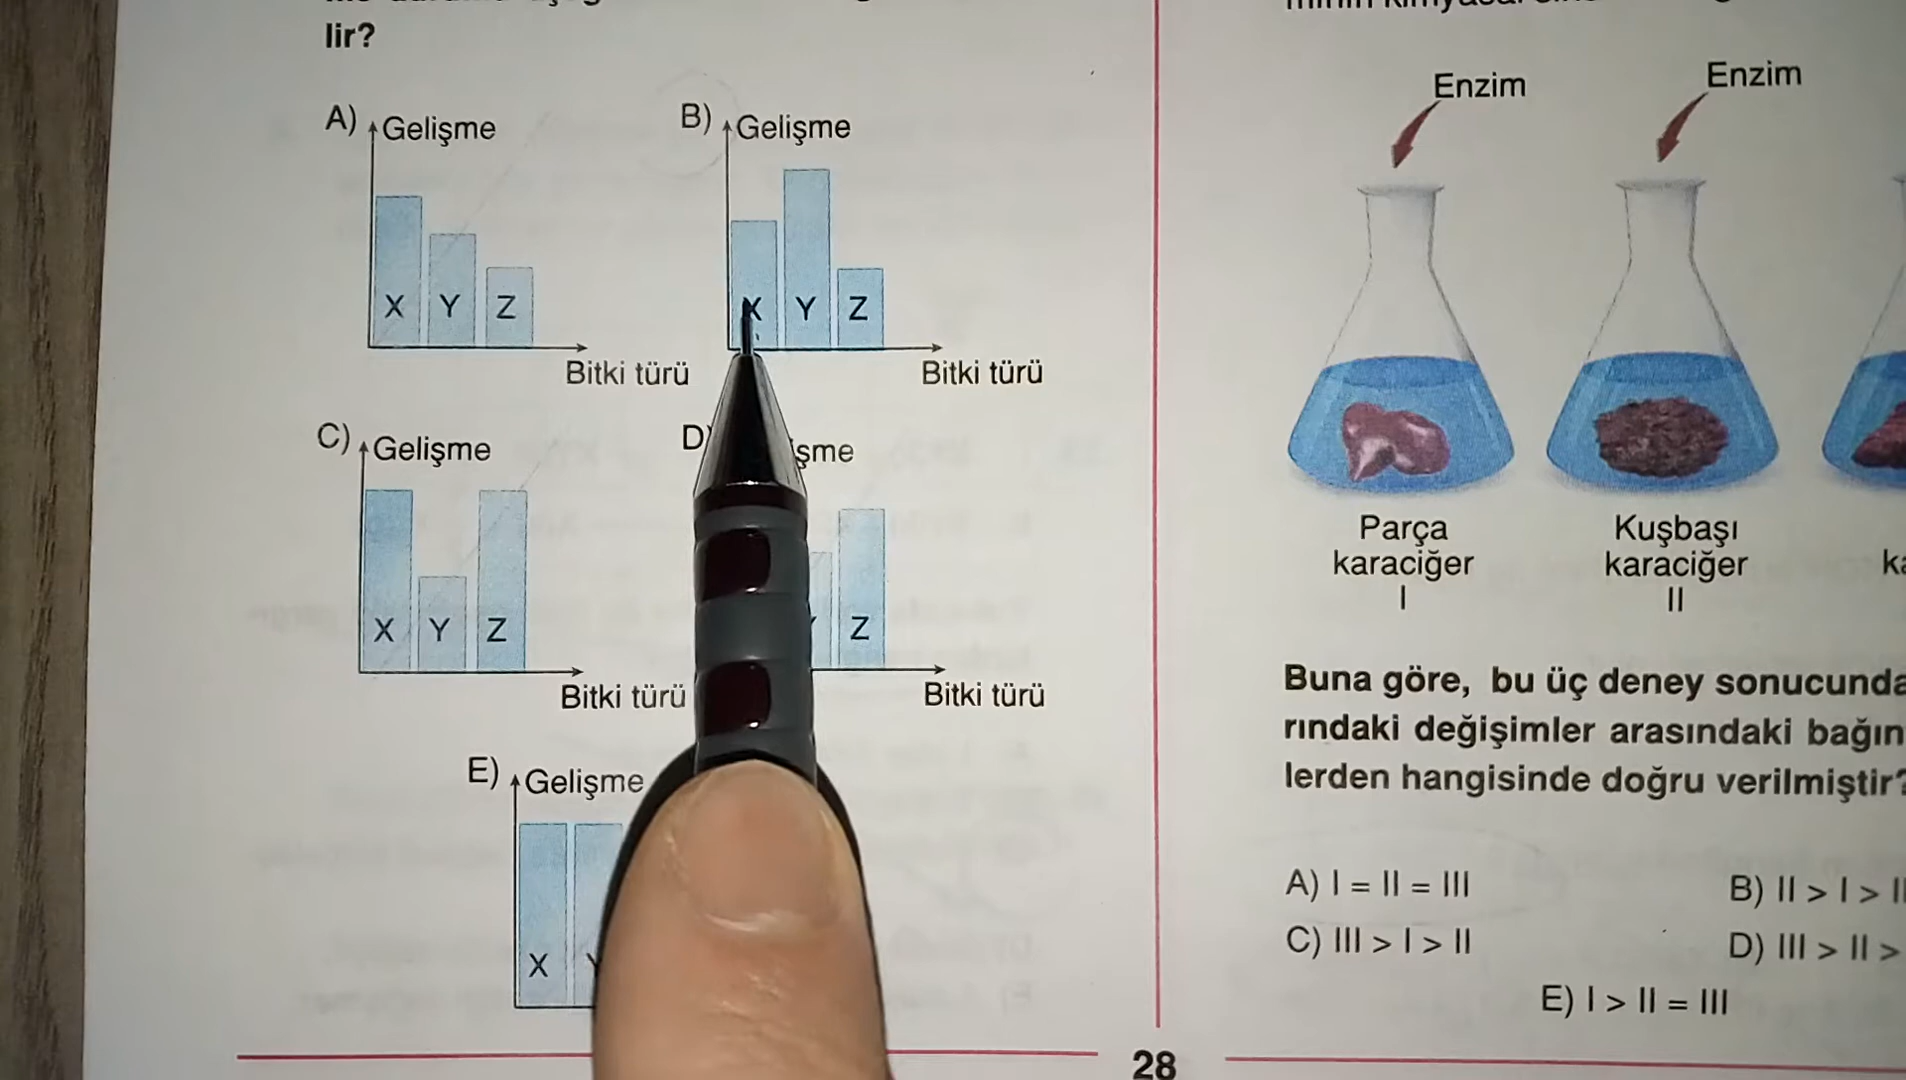 lir?
A) Gelişme
X Y Z
Bitki türü
B) Gelişme
X Y Z
Bitki türü
C) Gelişme
X Y Z
Bitki türü
D) şme
Z
Bitki türü
E) Gelişme
X
Enzim
Enzim
Parça
karaciğer
I
Kuşbaşı
karaciğer
II
Buna göre, bu üç deney sonucunda
rındaki değişimler arasındaki bağın
lerden hangisinde doğru verilmiştir?
A) I = II = III
B) II > I >
C) III > I > II
D) III > II >
E) I > II = III
28